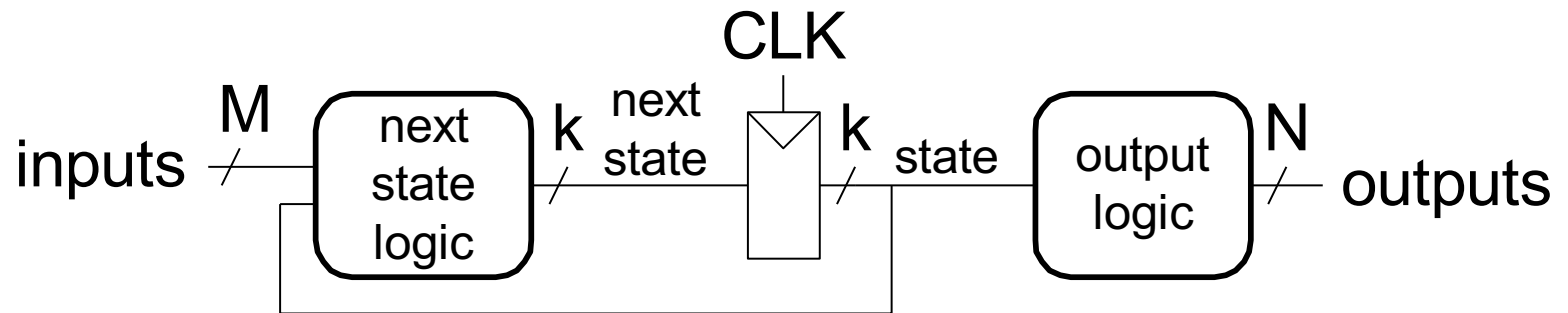 CLK
inputs
M
next
state
logic
k
next
state
k
state
output
logic
N
outputs